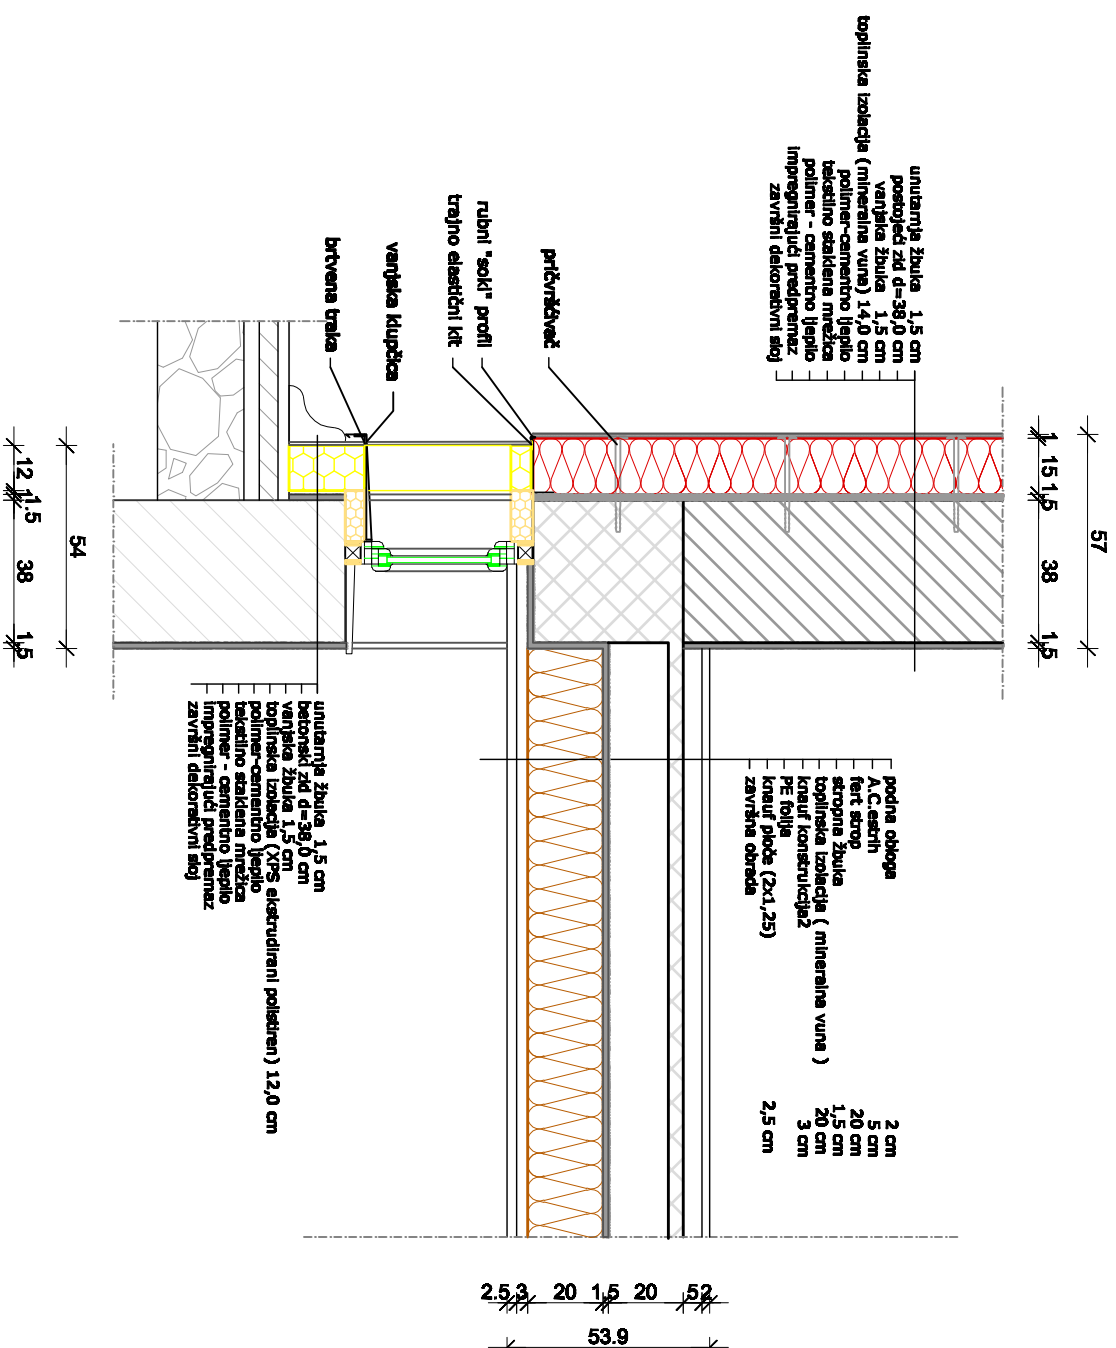 unutarnja žbuka 1,5 cm
postojeći zid d=38,0 cm
vanjska žbuka 1,5 cm
toplinska izolacija (mineralna vuna) 14,0 cm
polimer-cementno ljepilo
tekstilno staklena mrežica
polimer - cementno ljepilo
impregnirajući predpremaz
završni dekorativni sloj
pričvršćivač
rubni "sokl" profil
trajno elastični kit
vanjska klupčica
brtvena traka
1 15 1,5 38 1,5
57
podna obloga 2 cm
A.C.estrih 5 cm
fert strop 20 cm
stropna žbuka 1,5 cm
toplinska izolacija ( mineralna vuna ) 20 cm
knauf konstrukcija2 3 cm
PE folija
knauf ploče (2x1,25) 2,5 cm
završna obrada
unutarnja žbuka 1,5 cm
betonski zid d=38,0 cm
vanjska žbuka 1,5 cm
toplinska izolacija (XPS ekstrudirani polistiren) 12,0 cm
polimer-cementno ljepilo
tekstilno staklena mrežica
polimer - cementno ljepilo
impregnirajući predpremaz
završni dekorativni sloj
54
12 1 1.5 38 1.5
2.5 3 20 1,5 20 5 2
53.9